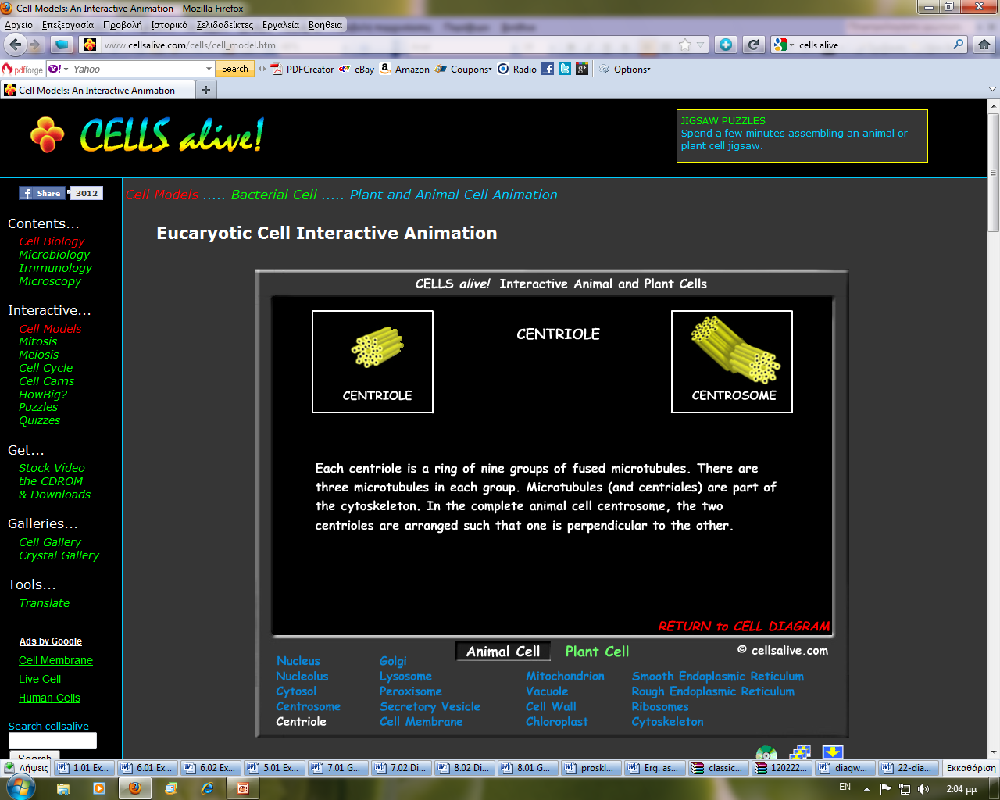 Cell Models: An Interactive Animation - Mozilla Firefox
Αρχείο Επεξεργασία Προβολή Ιστορικό Σελιδοδείκτες Εργαλεία Βοήθεια
www.cellsalive.com/cells/cell_model.htm
cells alive
pdfforge Yahoo Search PDFCreator eBay Amazon Coupons Radio Options
Cell Models: An Interactive Animation
CELLS alive!
JIGSAW PUZZLES
Spend a few minutes assembling an animal or
plant cell jigsaw.
Share 3012
Cell Models ..... Bacterial Cell ..... Plant and Animal Cell Animation
Eucaryotic Cell Interactive Animation
Contents...
Cell Biology
Microbiology
Immunology
Microscopy
Interactive...
Cell Models
Mitosis
Meiosis
Cell Cycle
Cell Cams
HowBig?
Puzzles
Quizzes
Get...
Stock Video
the CDROM
& Downloads
Galleries...
Cell Gallery
Crystal Gallery
Tools...
Translate
Ads by Google
Cell Membrane
Live Cell
Human Cells
Search cellsalive
Search
CELLS alive! Interactive Animal and Plant Cells
CENTRIOLE
CENTRIOLE
CENTROSOME
Each centriole is a ring of nine groups of fused microtubules. There are
three microtubules in each group. Microtubules (and centrioles) are part of
the cytoskeleton. In the complete animal cell centrosome, the two
centrioles are arranged such that one is perpendicular to the other.
RETURN to CELL DIAGRAM
Animal Cell Plant Cell © cellsalive.com
Nucleus Golgi
Nucleolus Lysosome Mitochondrion Smooth Endoplasmic Reticulum
Cytosol Peroxisome Vacuole Rough Endoplasmic Reticulum
Centrosome Secretory Vesicle Cell Wall Ribosomes
Centriole Cell Membrane Chloroplast Cytoskeleton
Λήψεις 1.01 Ex... 6.01 Ex... 6.02 Ex... 5.01 Ex... 7.01 G... 7.02 Di... 8.02 Di... 8.01 G... proskl... Erg. as... classic... 120222... diagw... 22-dia... Εκκαθάριση
EN 2:04 μμ